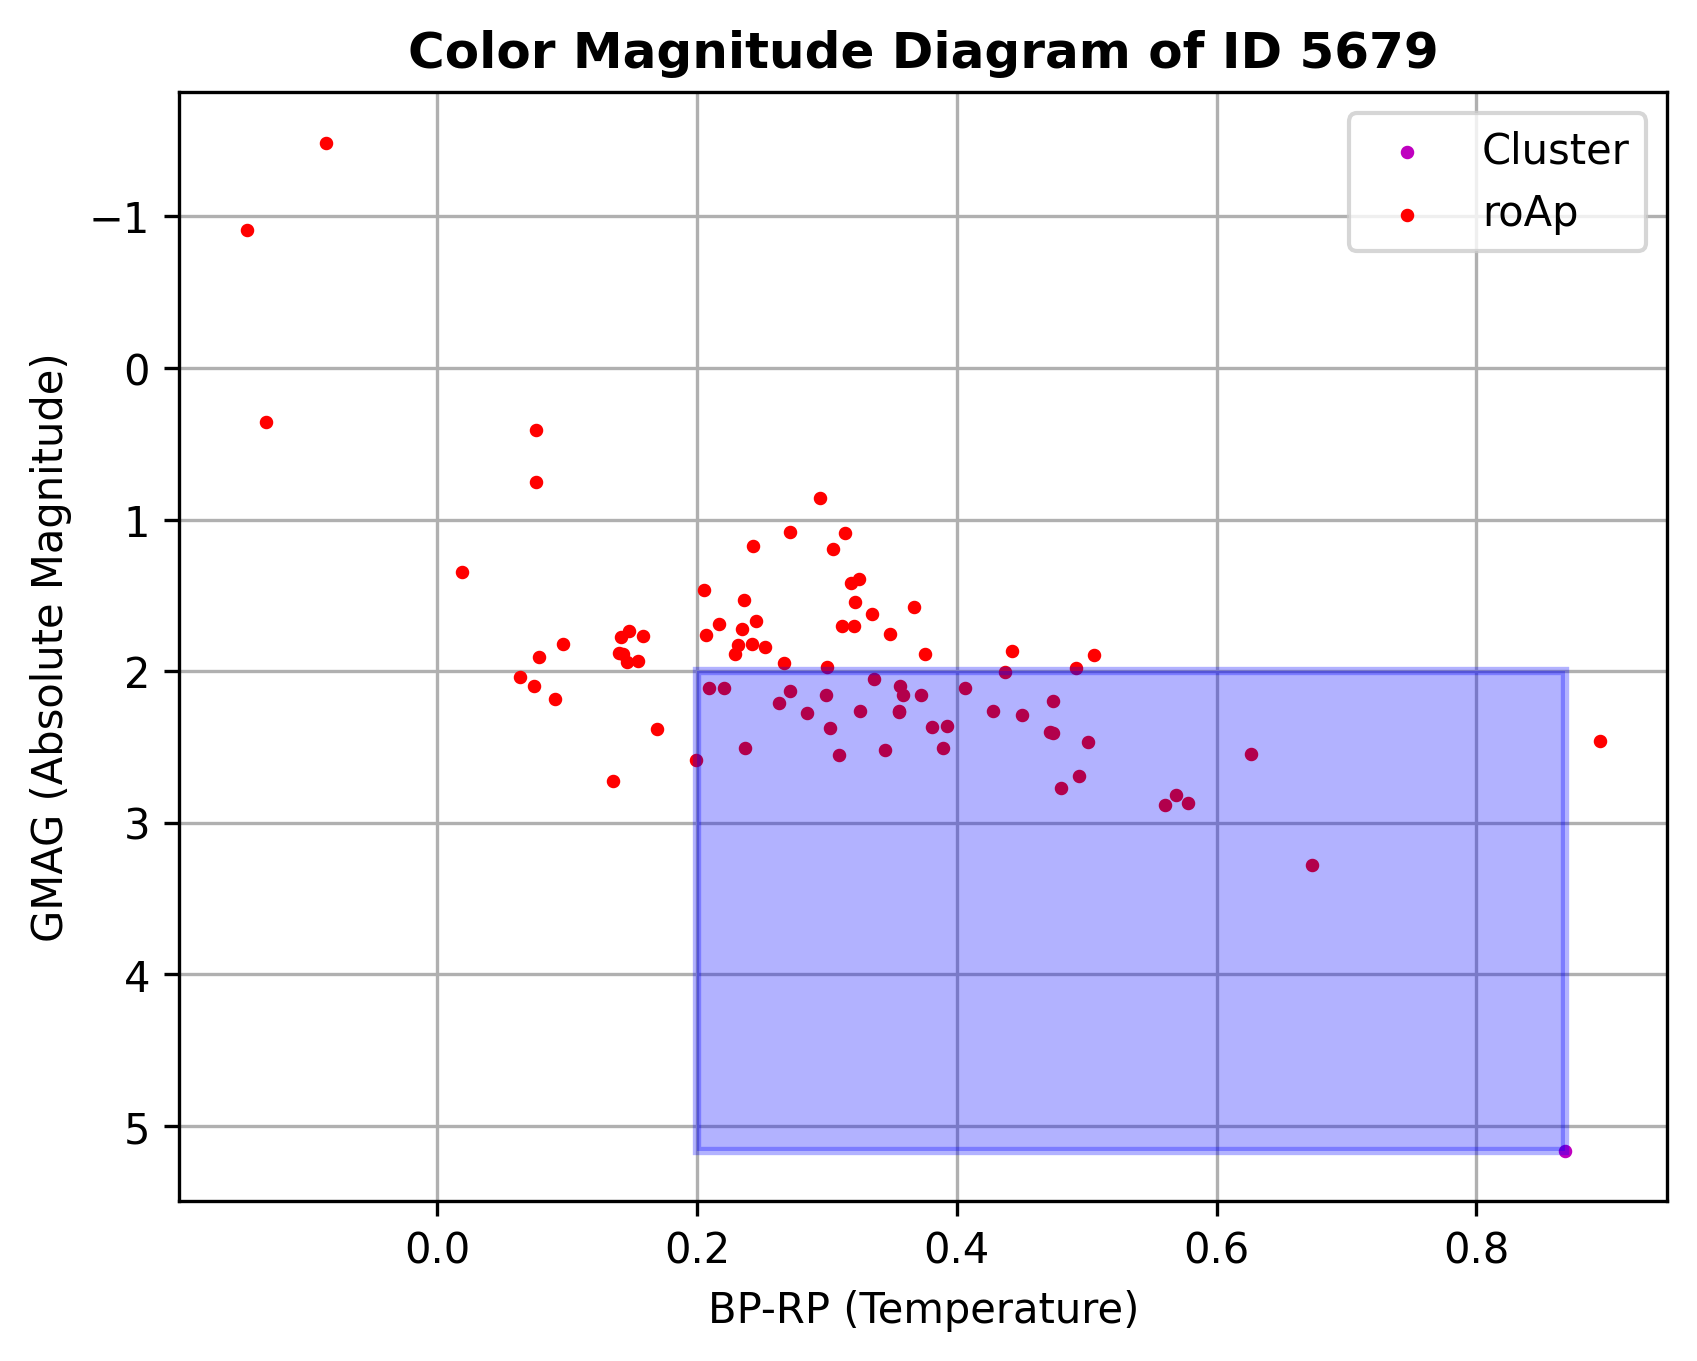 Color Magnitude Diagram of ID 5679
Cluster
roAp
GMAG (Absolute Magnitude)
−1
0
1
2
3
4
5
0.0 0.2 0.4 0.6 0.8
BP-RP (Temperature)